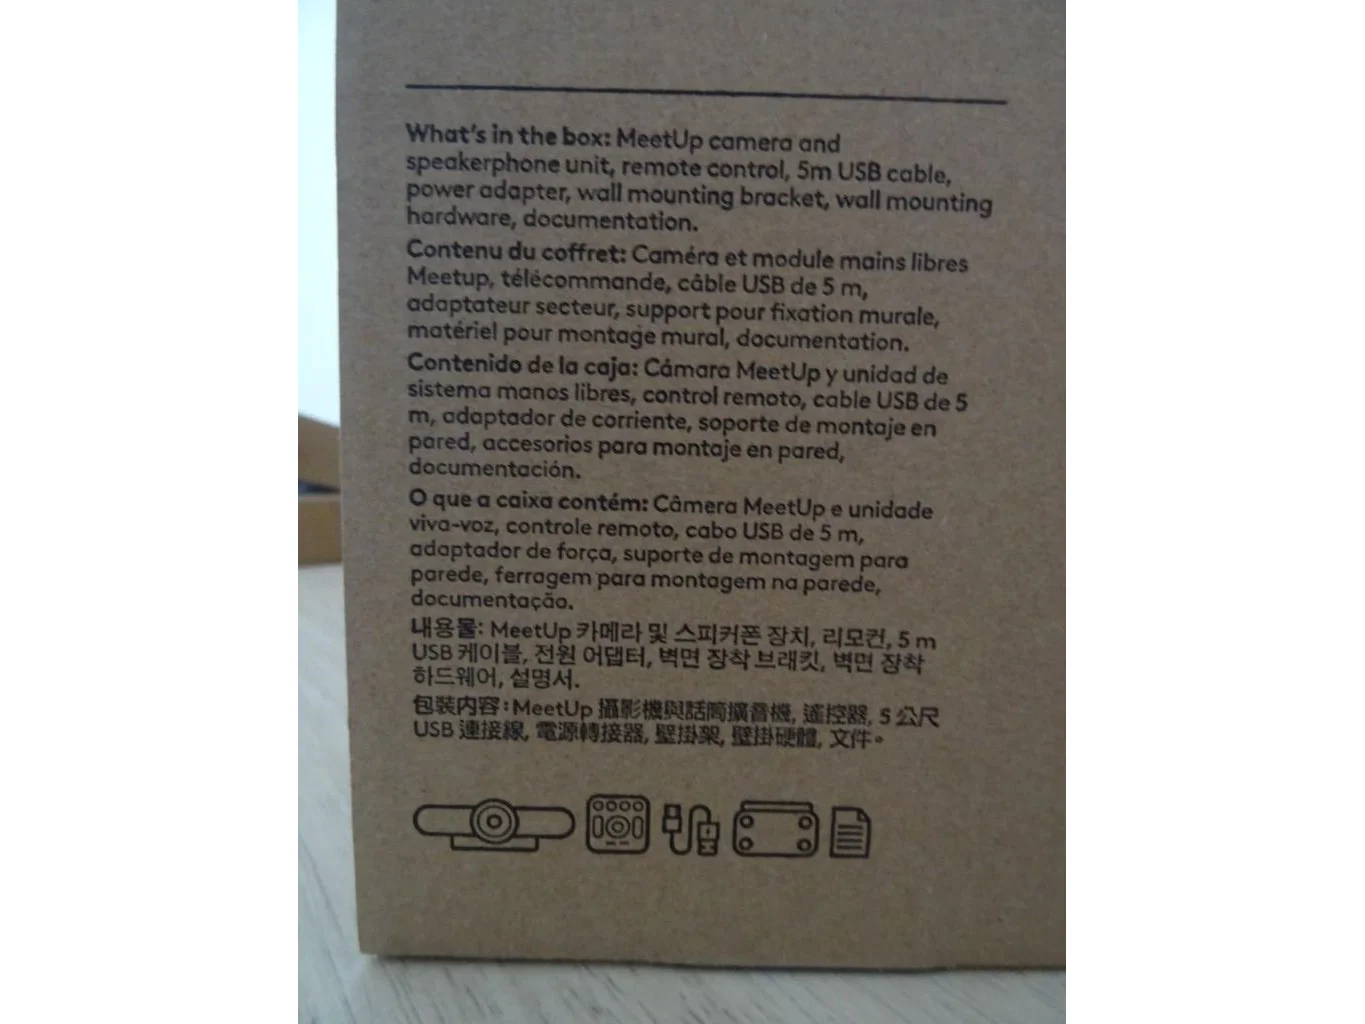 What's in the box: MeetUp camera and
speakerphone unit, remote control, 5m USB cable,
power adapter, wall mounting bracket, wall mounting
hardware, documentation.
Contenu du coffret: Caméra et module mains libres
Meetup, télécommande, câble USB de 5 m,
adaptateur secteur, support pour fixation murale,
matériel pour montage mural, documentation.
Contenido de la caja: Cámara MeetUp y unidad de
sistema manos libres, control remoto, cable USB de 5
m, adaptador de corriente, soporte de montaje en
pared, accesorios para montaje en pared,
documentación.
O que a caixa contém: Câmera MeetUp e unidade
viva-voz, controle remoto, cabo USB de 5 m,
adaptador de força, suporte de montagem para
parede, ferragem para montagem na parede,
documentação.
내용물: MeetUp 카메라 및 스피커폰 장치, 리모컨, 5 m
USB 케이블, 전원 어댑터, 벽면 장착 브래킷, 벽면 장착
하드웨어, 설명서.
包裝內容：MeetUp 攝影機與話筒擴音機, 遙控器, 5 公尺
USB 連接線, 電源轉接器, 壁掛架, 壁掛硬體, 文件。